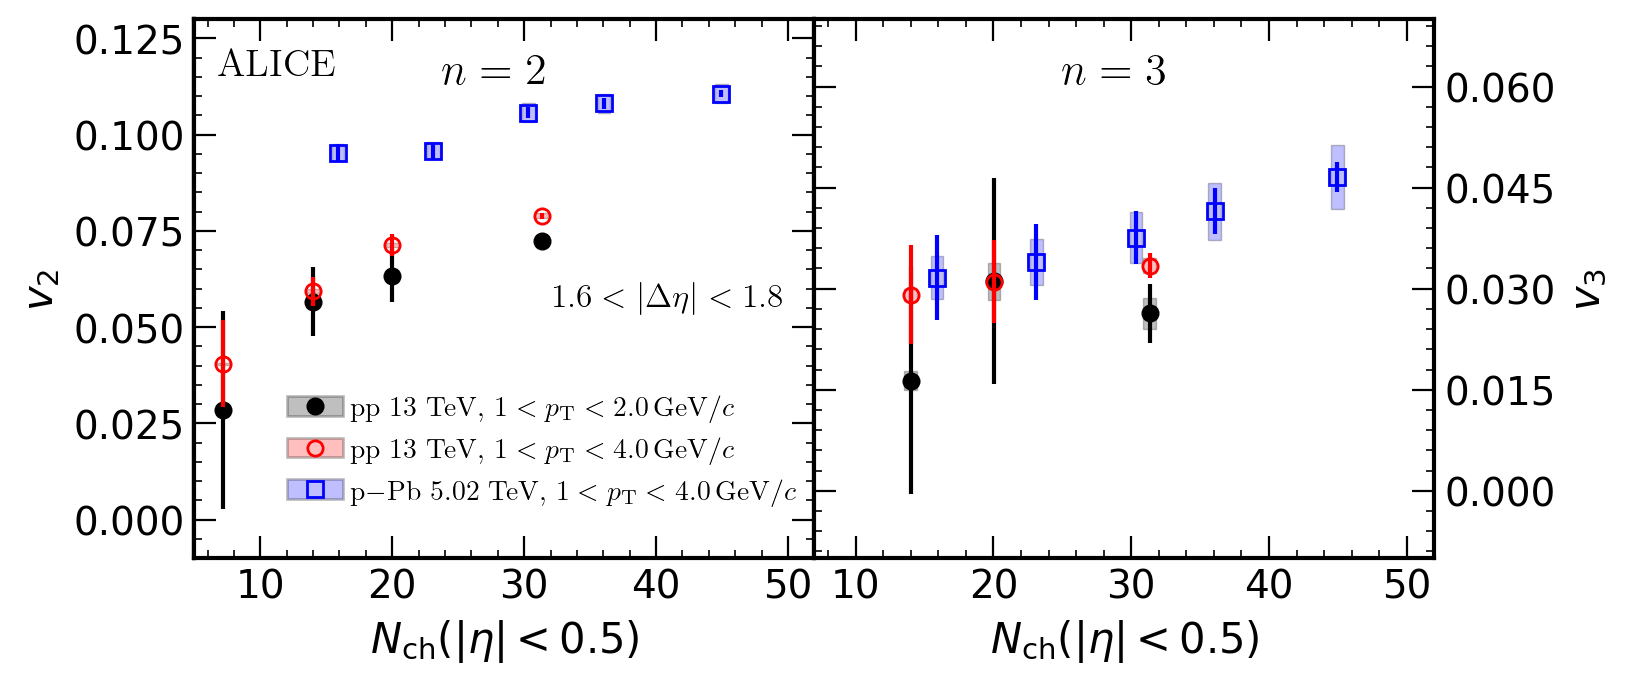 ALICE
n = 2
n = 3
0.125
0.100
0.075
0.050
0.025
0.000
v2
1.6 < |Δη| < 1.8
pp 13 TeV, 1 < pT < 2.0 GeV/c
pp 13 TeV, 1 < pT < 4.0 GeV/c
p−Pb 5.02 TeV, 1 < pT < 4.0 GeV/c
0.060
0.045
0.030
0.015
0.000
v3
10 20 30 40 50
10 20 30 40 50
Nch(|η| < 0.5)
Nch(|η| < 0.5)